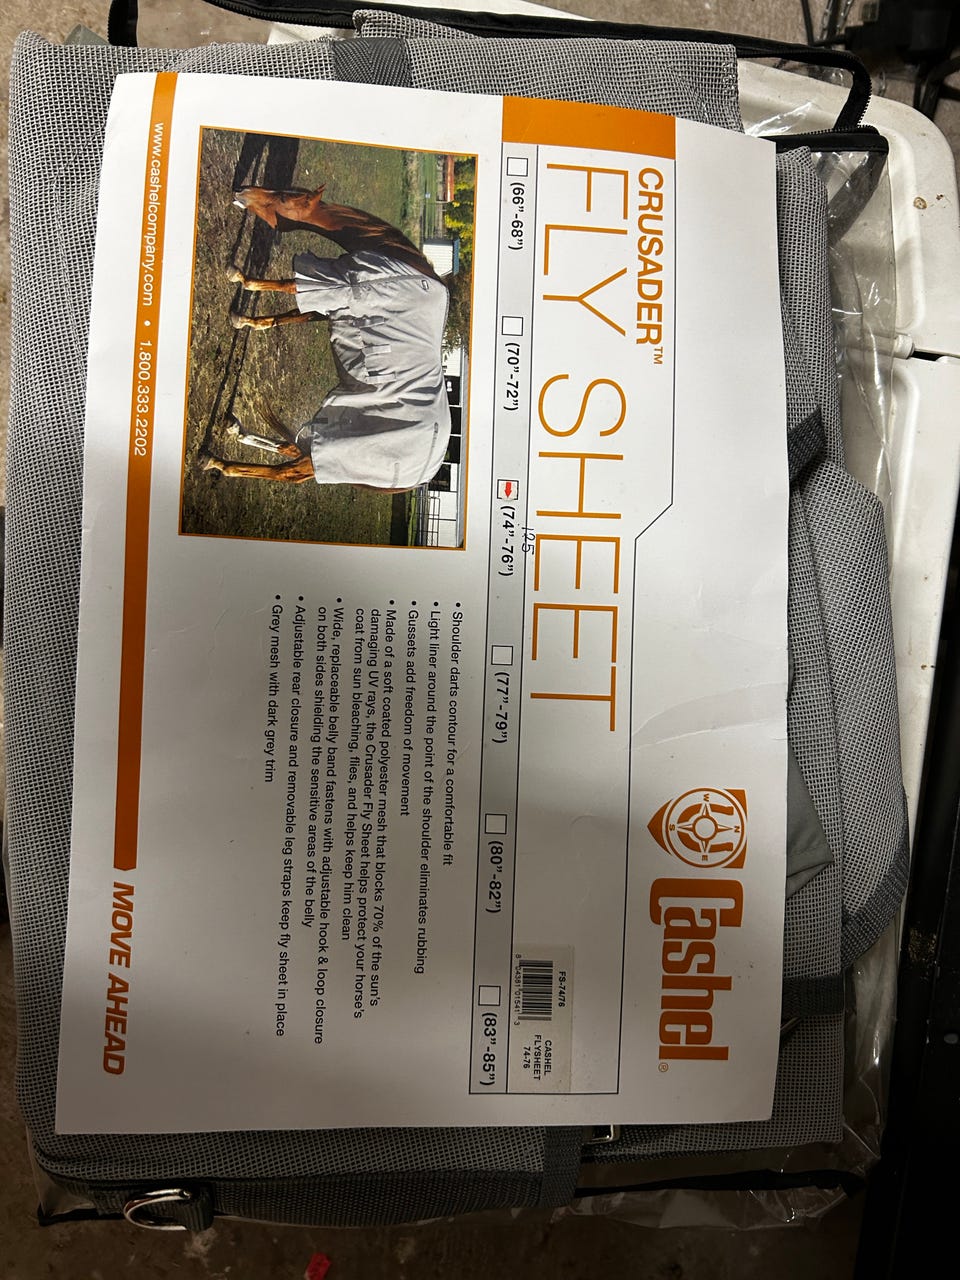 CRUSADER™
FLY SHEET
Cashel®
(66"-68")
(70"-72")
(74"-76")
(77"-79")
(80"-82")
(83"-85")
125
FS-74/76
8 04381 01541 3
CASHEL
FLYSHEET
74-76
• Shoulder darts contour for a comfortable fit
• Light liner around the point of the shoulder eliminates rubbing
• Gussets add freedom of movement
• Made of a soft coated polyester mesh that blocks 70% of the sun's
damaging UV rays, the Crusader Fly Sheet helps protect your horse's
coat from sun bleaching, flies, and helps keep him clean
• Wide, replaceable belly band fastens with adjustable hook & loop closure
on both sides shielding the sensitive areas of the belly
• Adjustable rear closure and removable leg straps keep fly sheet in place
• Grey mesh with dark grey trim
www.cashelcompany.com • 1.800.333.2202
MOVE AHEAD
N
E
S
W